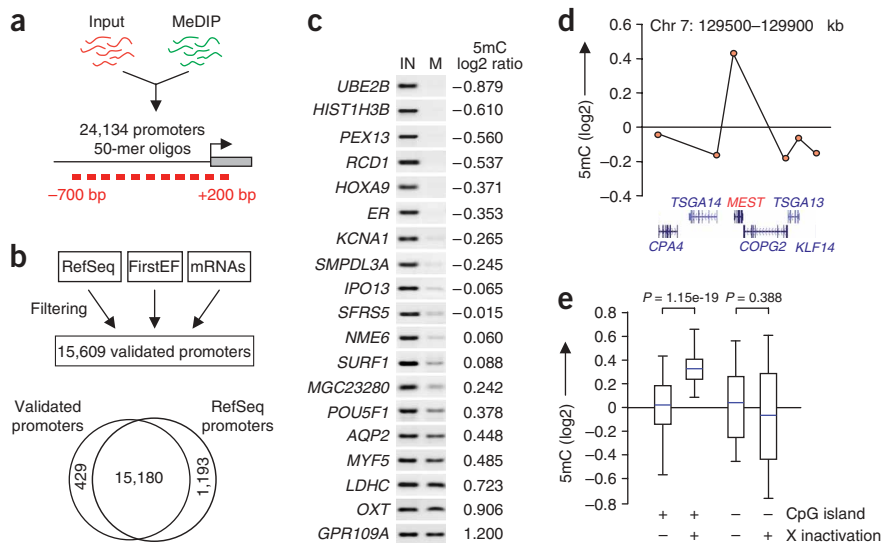 a
Input
MeDIP
24,134 promoters
50-mer oligos
−700 bp
+200 bp
b
RefSeq
FirstEF
mRNAs
Filtering
15,609 validated promoters
Validated promoters
RefSeq promoters
429
15,180
1,193
c
IN M 5mC log2 ratio
UBE2B −0.879
HIST1H3B −0.610
PEX13 −0.560
RCD1 −0.537
HOXA9 −0.371
ER −0.353
KCNA1 −0.265
SMPDL3A −0.245
IPO13 −0.065
SFRS5 −0.015
NME6 0.060
SURF1 0.088
MGC23280 0.242
POU5F1 0.378
AQP2 0.448
MYF5 0.485
LDHC 0.723
OXT 0.906
GPR109A 1.200
d
Chr 7: 129500–129900 kb
5mC (log2)
0.6
0.4
0.2
0
−0.2
−0.4
TSGA14 MEST TSGA13
CPA4 COPG2 KLF14
e
P = 1.15e-19 P = 0.388
5mC (log2)
0.8
0.6
0.4
0.2
0
−0.2
−0.4
−0.6
−0.8
+ + − − CpG island
− + − + X inactivation